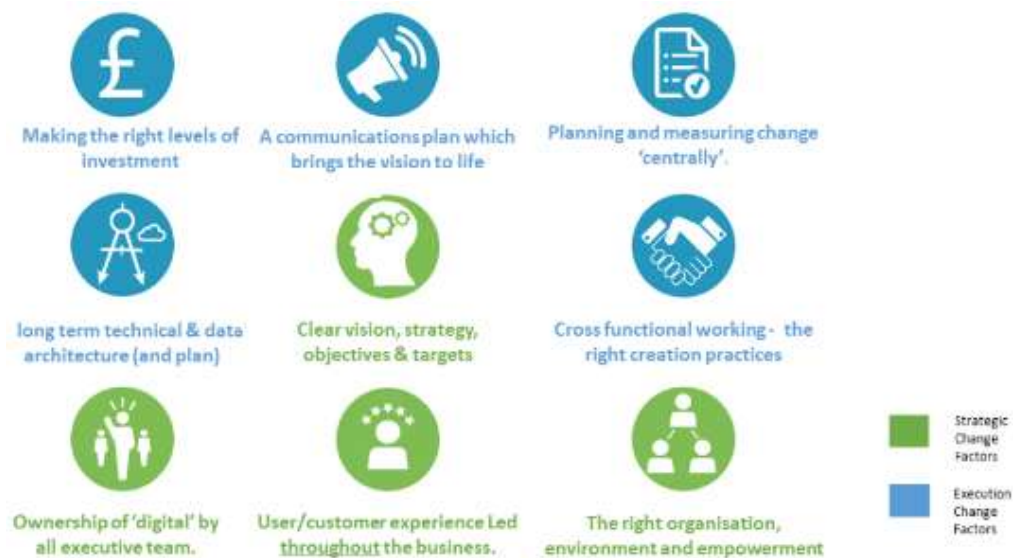 £
Making the right levels of
investment
A communications plan which
brings the vision to life
Planning and measuring change
‘centrally’.
long term technical & data
architecture (and plan)
Clear vision, strategy,
objectives & targets
Cross functional working -  the
right creation practices
Ownership of ‘digital’ by
all executive team.
User/customer experience Led
throughout the business.
The right organisation,
environment and empowerment
Strategic
Change
Factors
Execution
Change
Factors